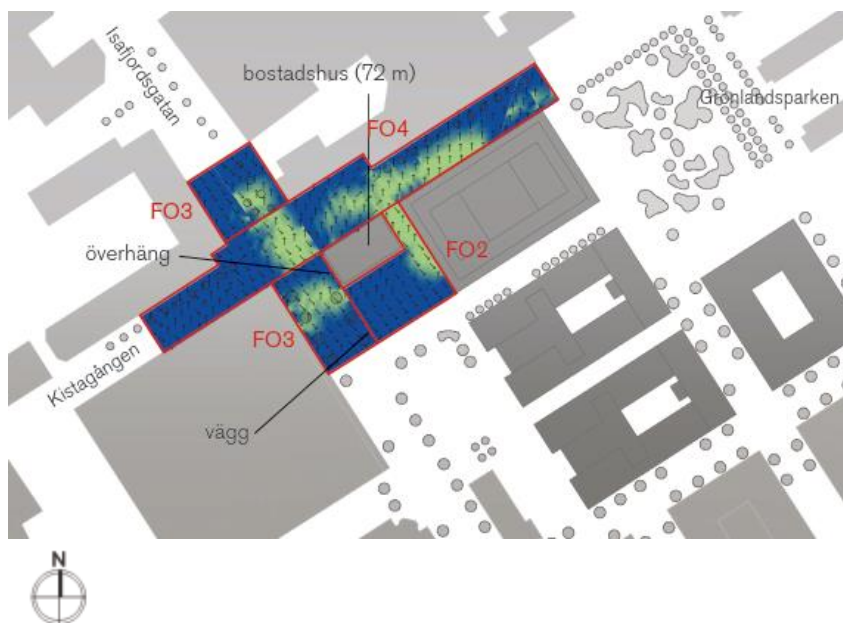 Isafjordsgatan
bostadshus (72 m)
Grönlandsparken
FO4
FO3
FO2
överhäng
FO3
Kistagången
vägg
N